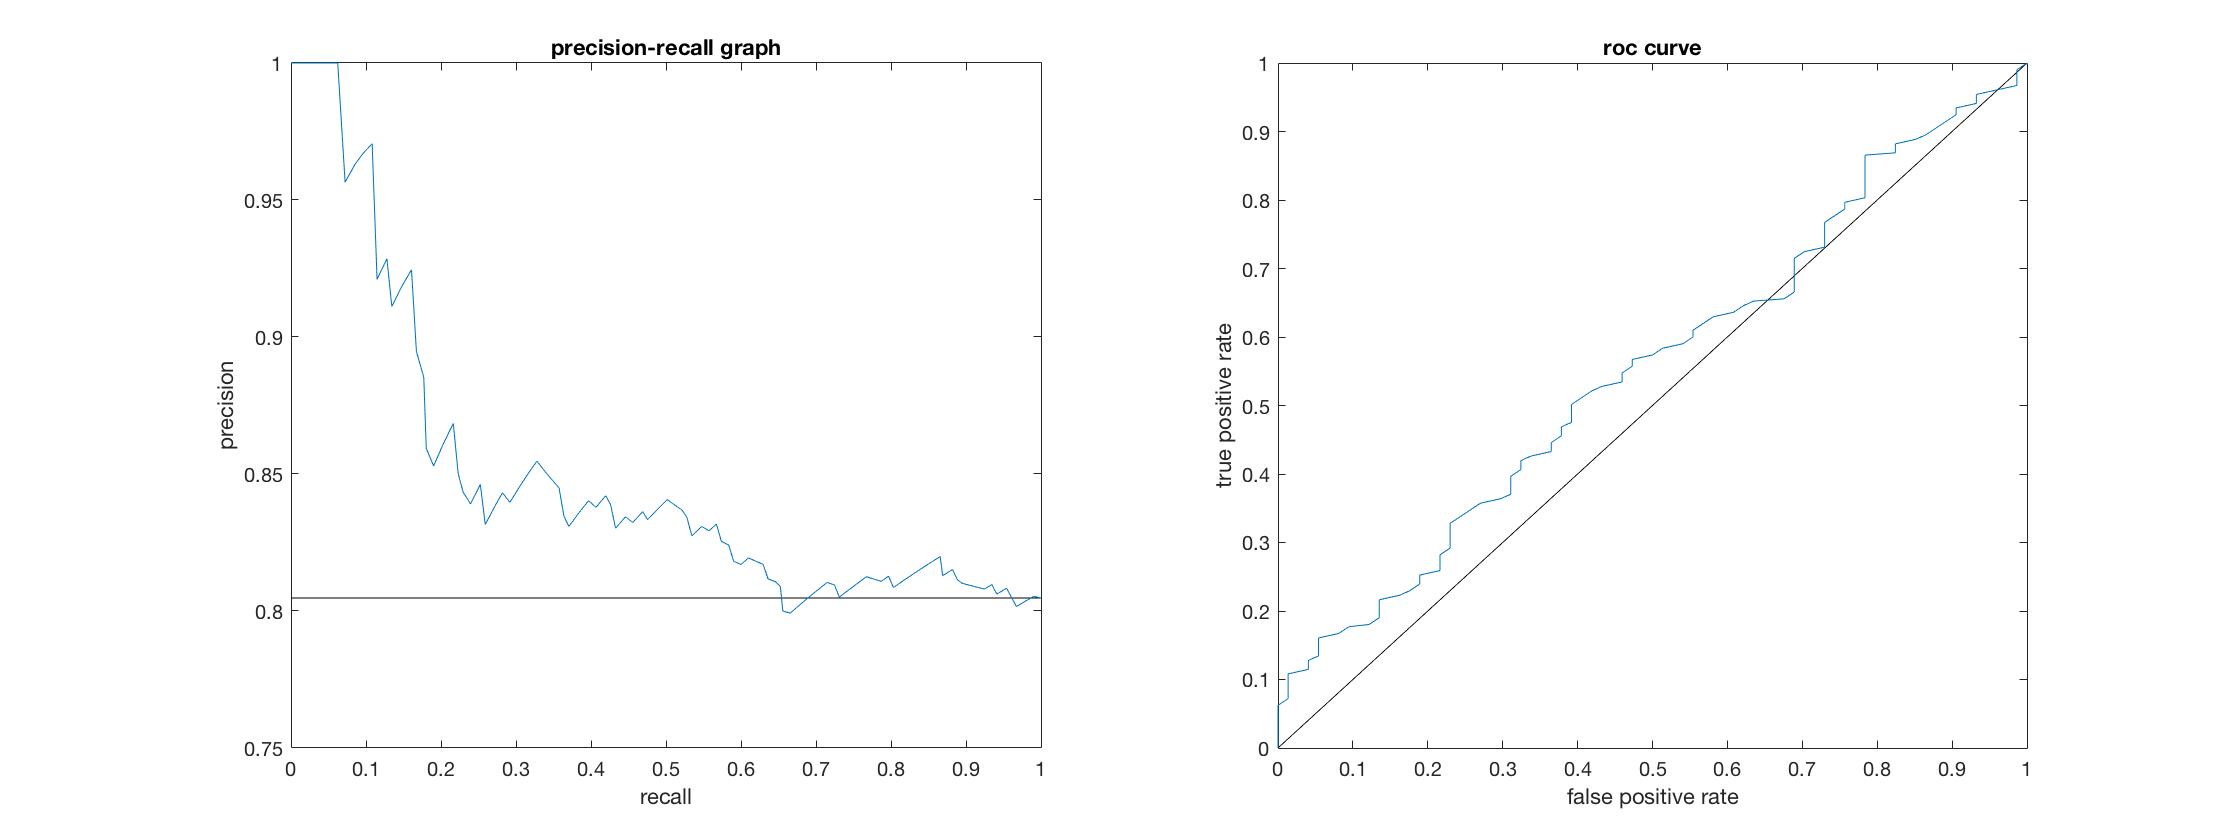 precision-recall graph
1
0.95
0.9
0.85
0.8
0.75
precision
0 0.1 0.2 0.3 0.4 0.5 0.6 0.7 0.8 0.9 1
recall
roc curve
1
0.9
0.8
0.7
0.6
0.5
0.4
0.3
0.2
0.1
0
true positive rate
0 0.1 0.2 0.3 0.4 0.5 0.6 0.7 0.8 0.9 1
false positive rate